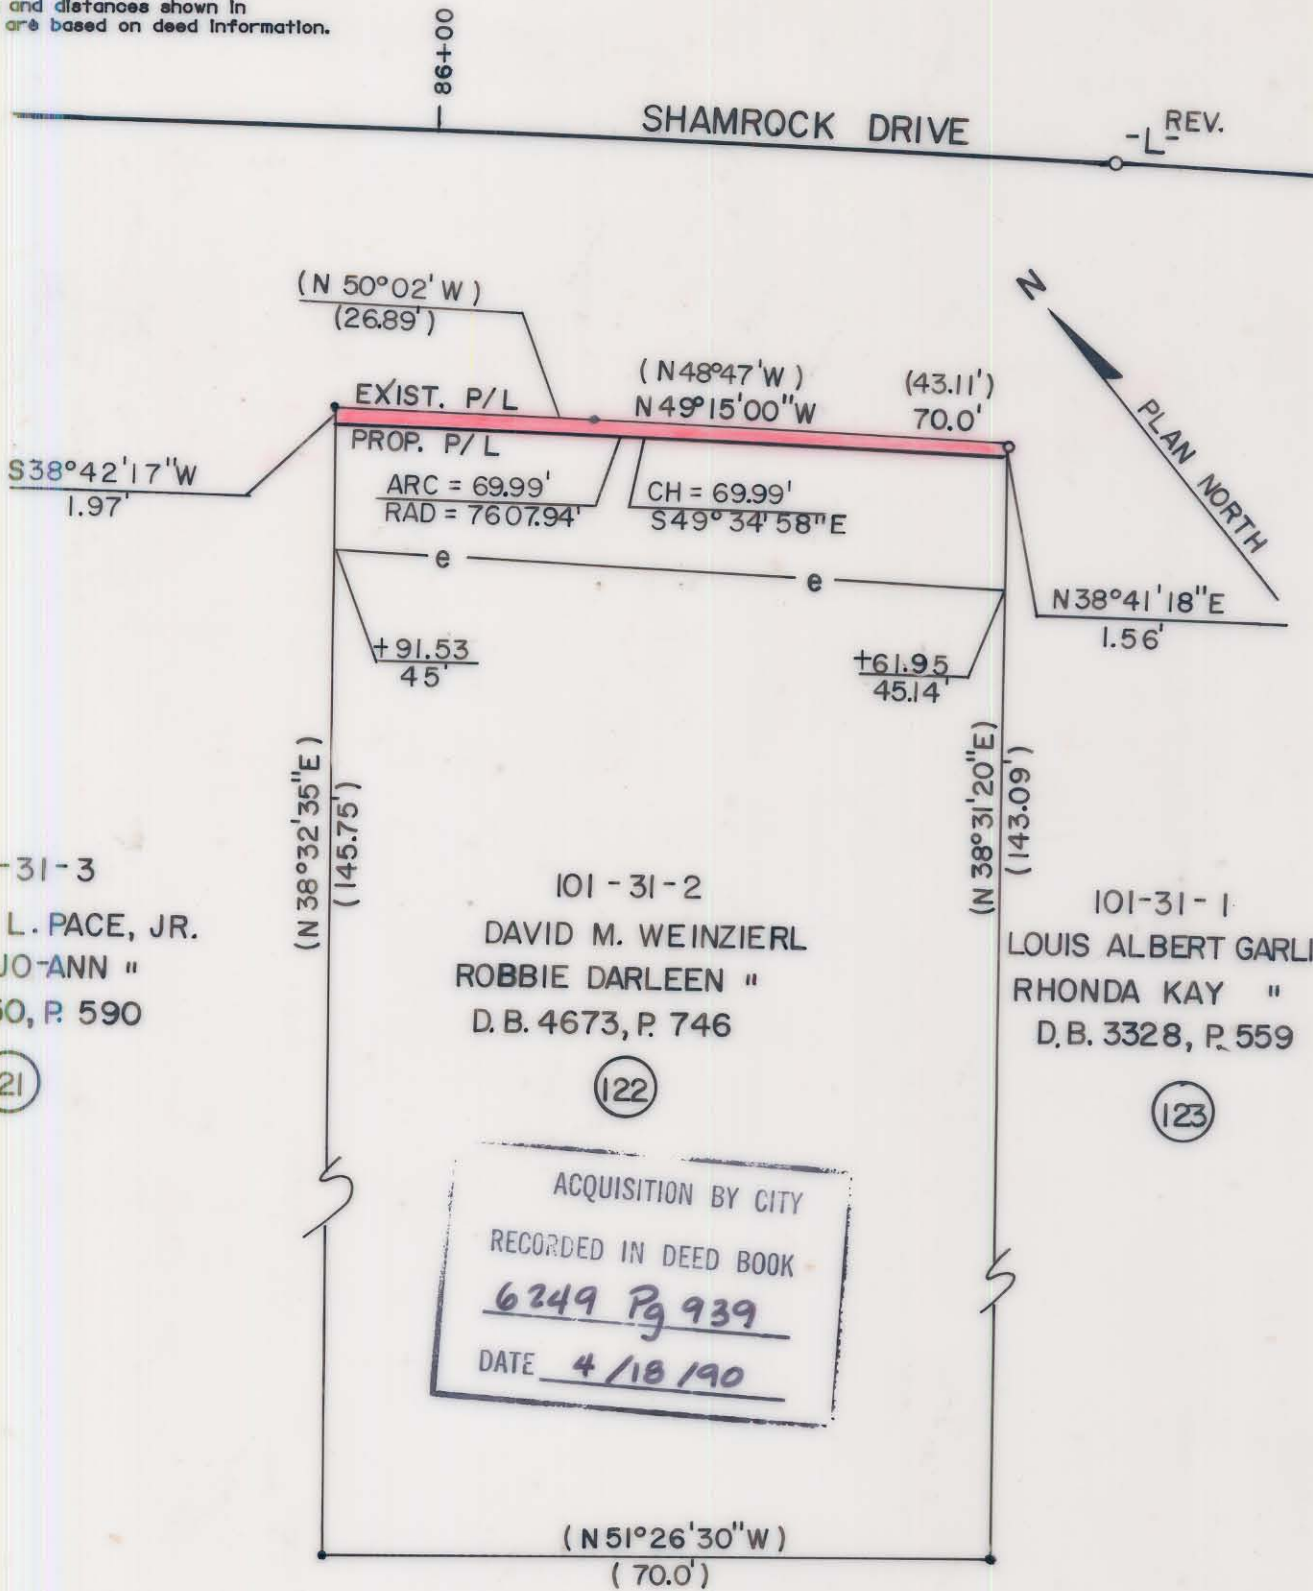 and distances shown in
are based on deed information.
86+00
SHAMROCK DRIVE
-L- REV.
(N 50°02'W)
(26.89')
N
PLAN NORTH
(N48°47'W)
(43.11')
EXIST. P/L
N49°15'00"W
70.0'
PROP. P/L
S38°42'17"W
1.97'
ARC = 69.99'
RAD = 7607.94'
CH = 69.99'
S49°34'58"E
e
e
N38°41'18"E
1.56'
+91.53
45'
+61.95
45.14'
(N38°32'35"E)
(145.75')
(N38°31'20"E)
(143.09')
-31-3
L. PACE, JR.
JO-ANN "
50, P. 590
21
101-31-2
DAVID M. WEINZIERL
ROBBIE DARLEEN "
D.B. 4673, P. 746
122
101-31-1
LOUIS ALBERT GARLI
RHONDA KAY "
D.B. 3328, P. 559
123
ACQUISITION BY CITY
RECORDED IN DEED BOOK
6249 Pg 939
DATE 4/18/90
(N51°26'30"W)
(70.0')